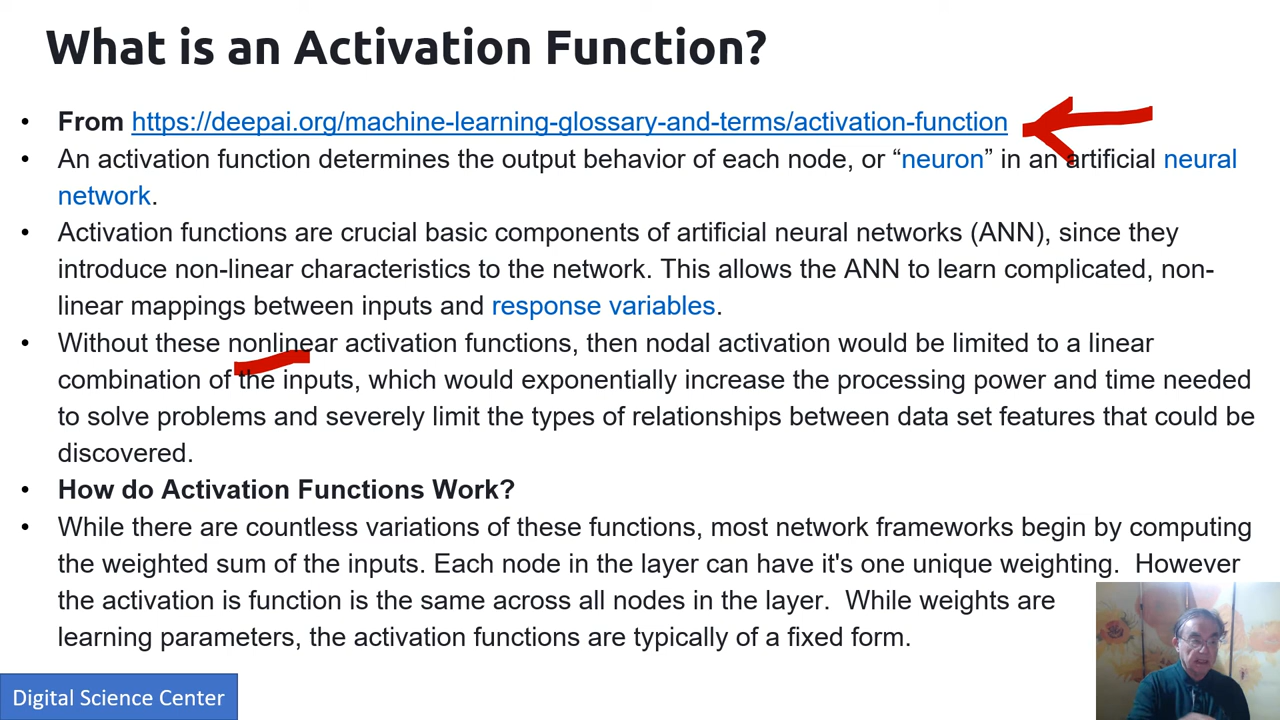 What is an Activation Function?
• From https://deepai.org/machine-learning-glossary-and-terms/activation-function
• An activation function determines the output behavior of each node, or “neuron” in an artificial neural
network.
• Activation functions are crucial basic components of artificial neural networks (ANN), since they
introduce non-linear characteristics to the network. This allows the ANN to learn complicated, non-
linear mappings between inputs and response variables.
• Without these nonlinear activation functions, then nodal activation would be limited to a linear
combination of the inputs, which would exponentially increase the processing power and time needed
to solve problems and severely limit the types of relationships between data set features that could be
discovered.
• How do Activation Functions Work?
• While there are countless variations of these functions, most network frameworks begin by computing
the weighted sum of the inputs. Each node in the layer can have it's one unique weighting. However
the activation is function is the same across all nodes in the layer. While weights are
learning parameters, the activation functions are typically of a fixed form.
Digital Science Center